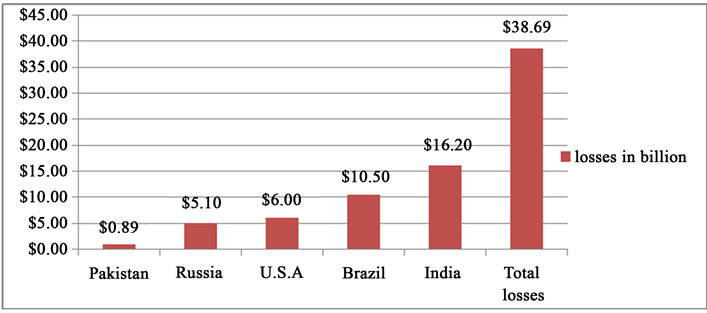 $45.00
$40.00
$35.00
$30.00
$25.00
$20.00
$15.00
$10.00
$5.00
$0.00
$0.89
$5.10
$6.00
$10.50
$16.20
$38.69
Pakistan
Russia
U.S.A
Brazil
India
Total
losses
losses in billion